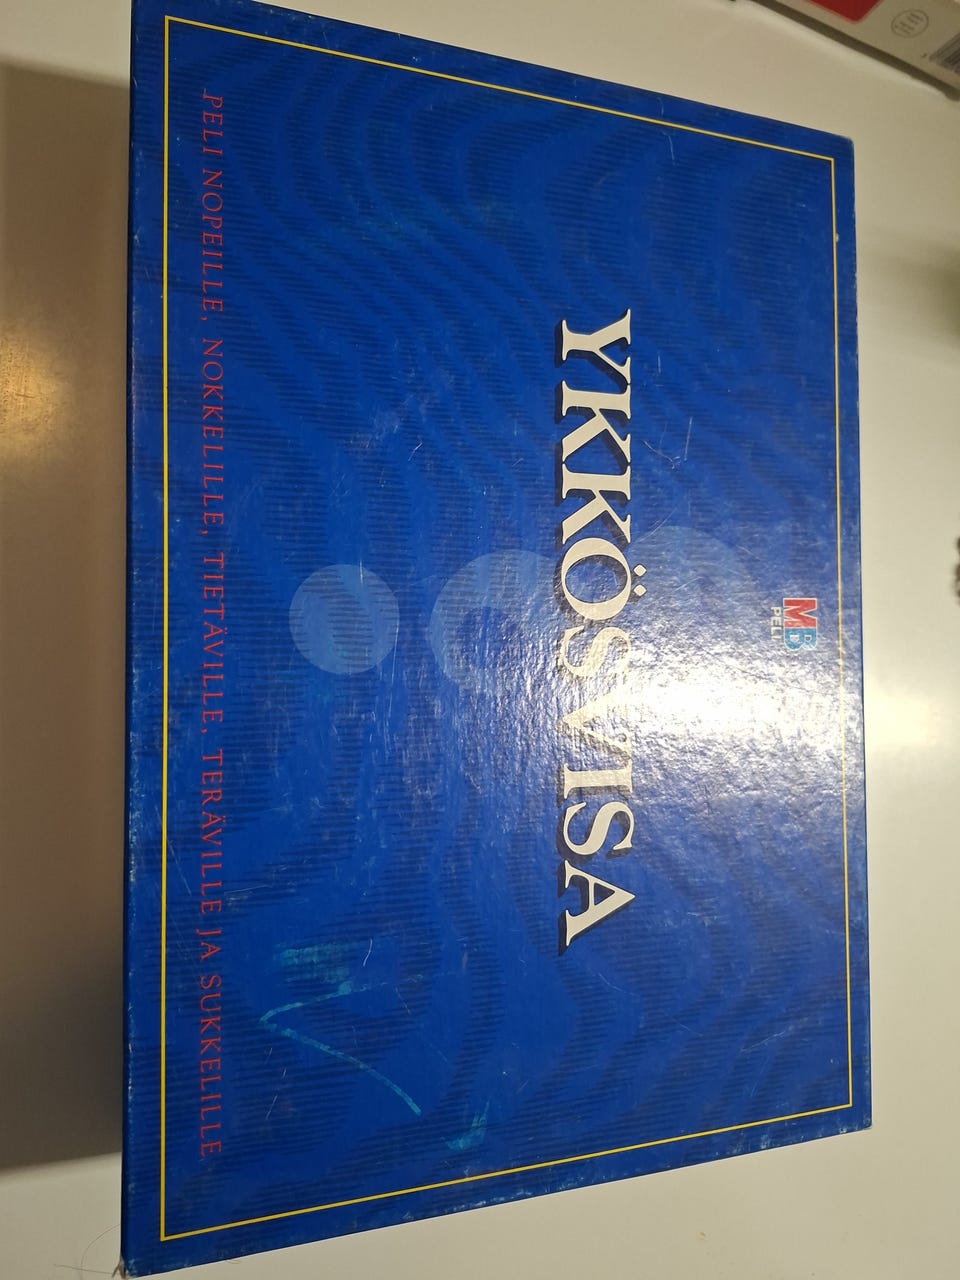 MB
PELI
YKKÖSVISA
PELI NOPEILLE, NOKKELILLE, TIETÄVILLE, TERÄVILLE JA SUKKELILLE